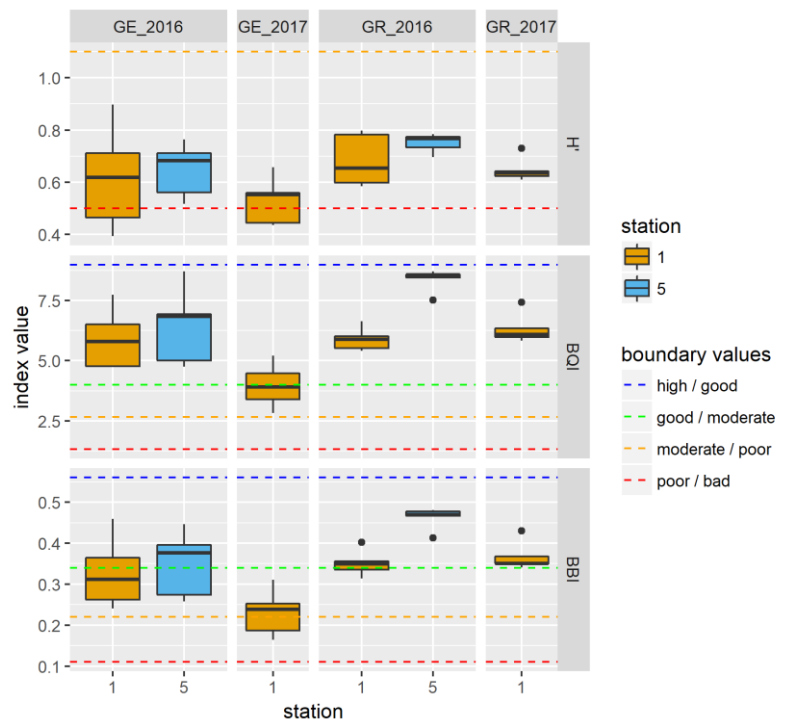 GE_2016 GE_2017 GR_2016 GR_2017
1.0
0.8
0.6
0.4
H'
7.5
5.0
2.5
BQI
index value
0.5
0.4
0.3
0.2
0.1
BBI
1 5 1 1 5 1
station
station
1
5
boundary values
high / good
good / moderate
moderate / poor
poor / bad